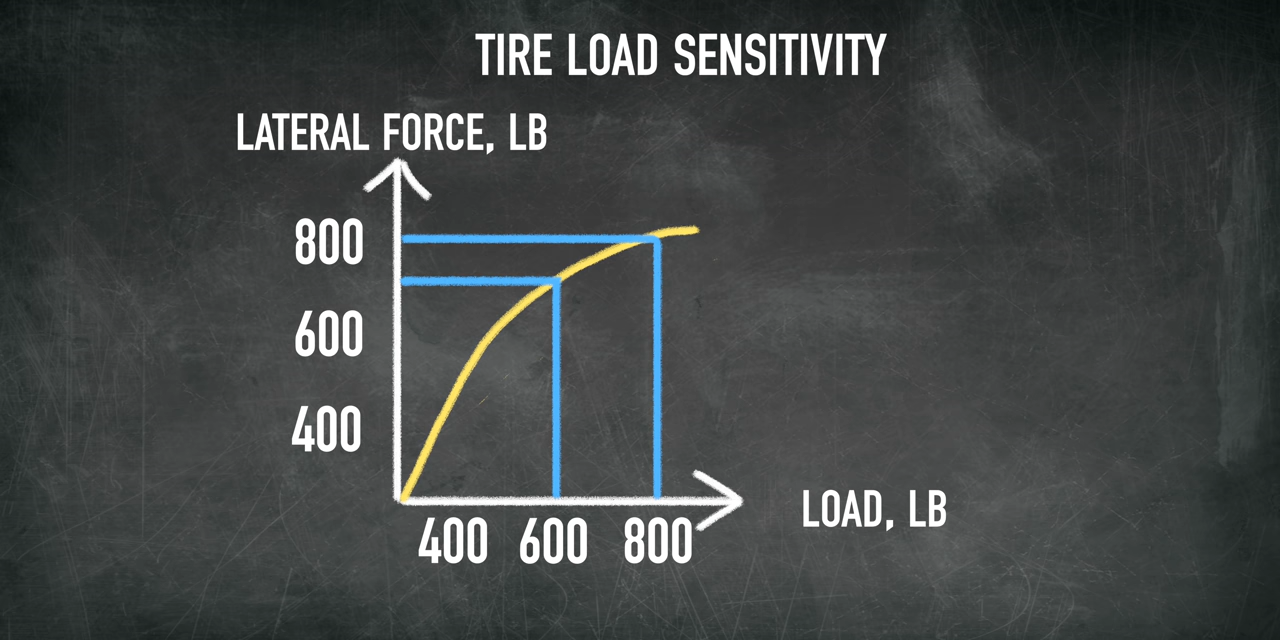 TIRE LOAD SENSITIVITY
LATERAL FORCE, LB
800
600
400
400 600 800
LOAD, LB